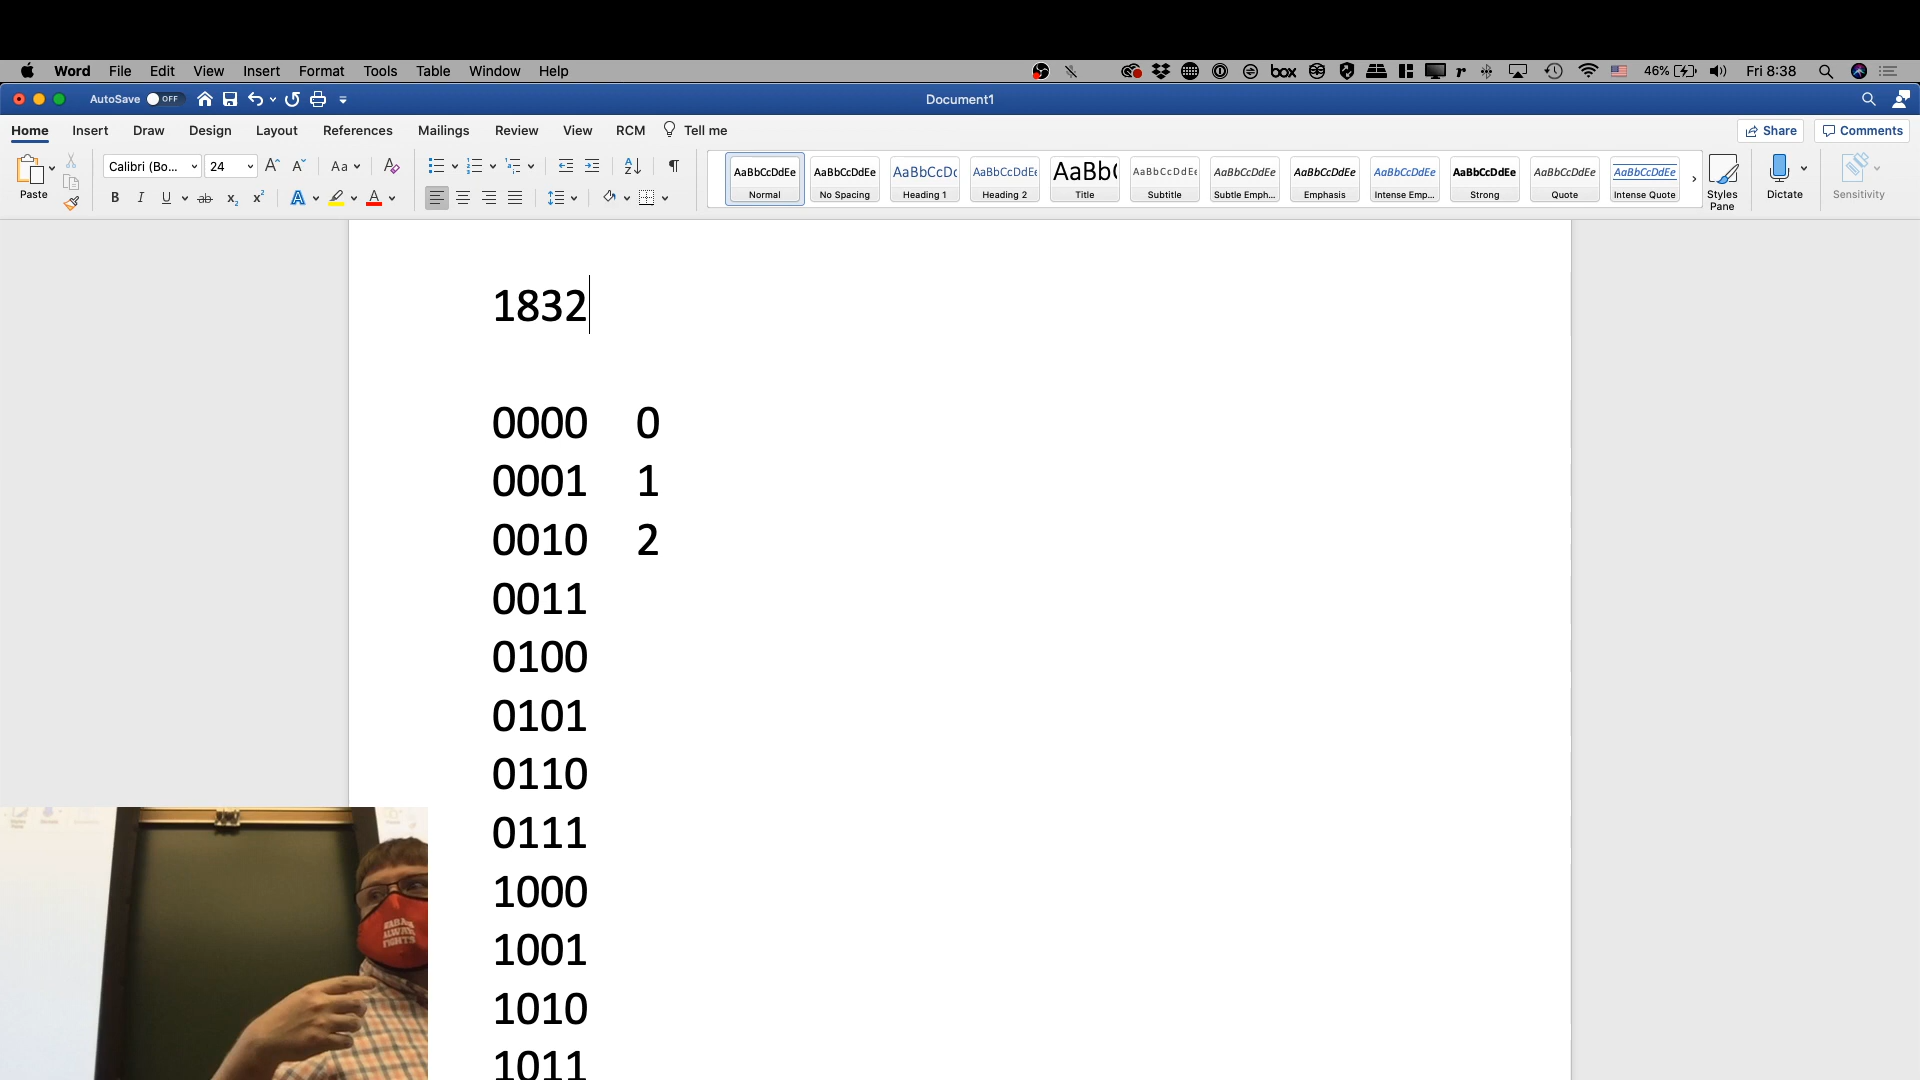 Word File Edit View Insert Format Tools Table Window Help box 46% Fri 8:38
AutoSave OFF Document1
Home Insert Draw Design Layout References Mailings Review View RCM Tell me Share Comments
Paste Calibri (Bo... 24 Aa
AaBbCcDdEe AaBbCcDdEe AaBbCcDc AaBbCcDdEe AaBb( AaBbCcDdEe AaBbCcDdEe AaBbCcDdEe AaBbCcDdEe AaBbCcDdEe AaBbCcDdEe AaBbCcDdEe
Normal No Spacing Heading 1 Heading 2 Title Subtitle Subtle Emph... Emphasis Intense Emp... Strong Quote Intense Quote
Styles Pane Dictate Sensitivity
1832
0000 0
0001 1
0010 2
0011
0100
0101
0110
0111
1000
1001
1010
1011
ALWAY
FIGHTS